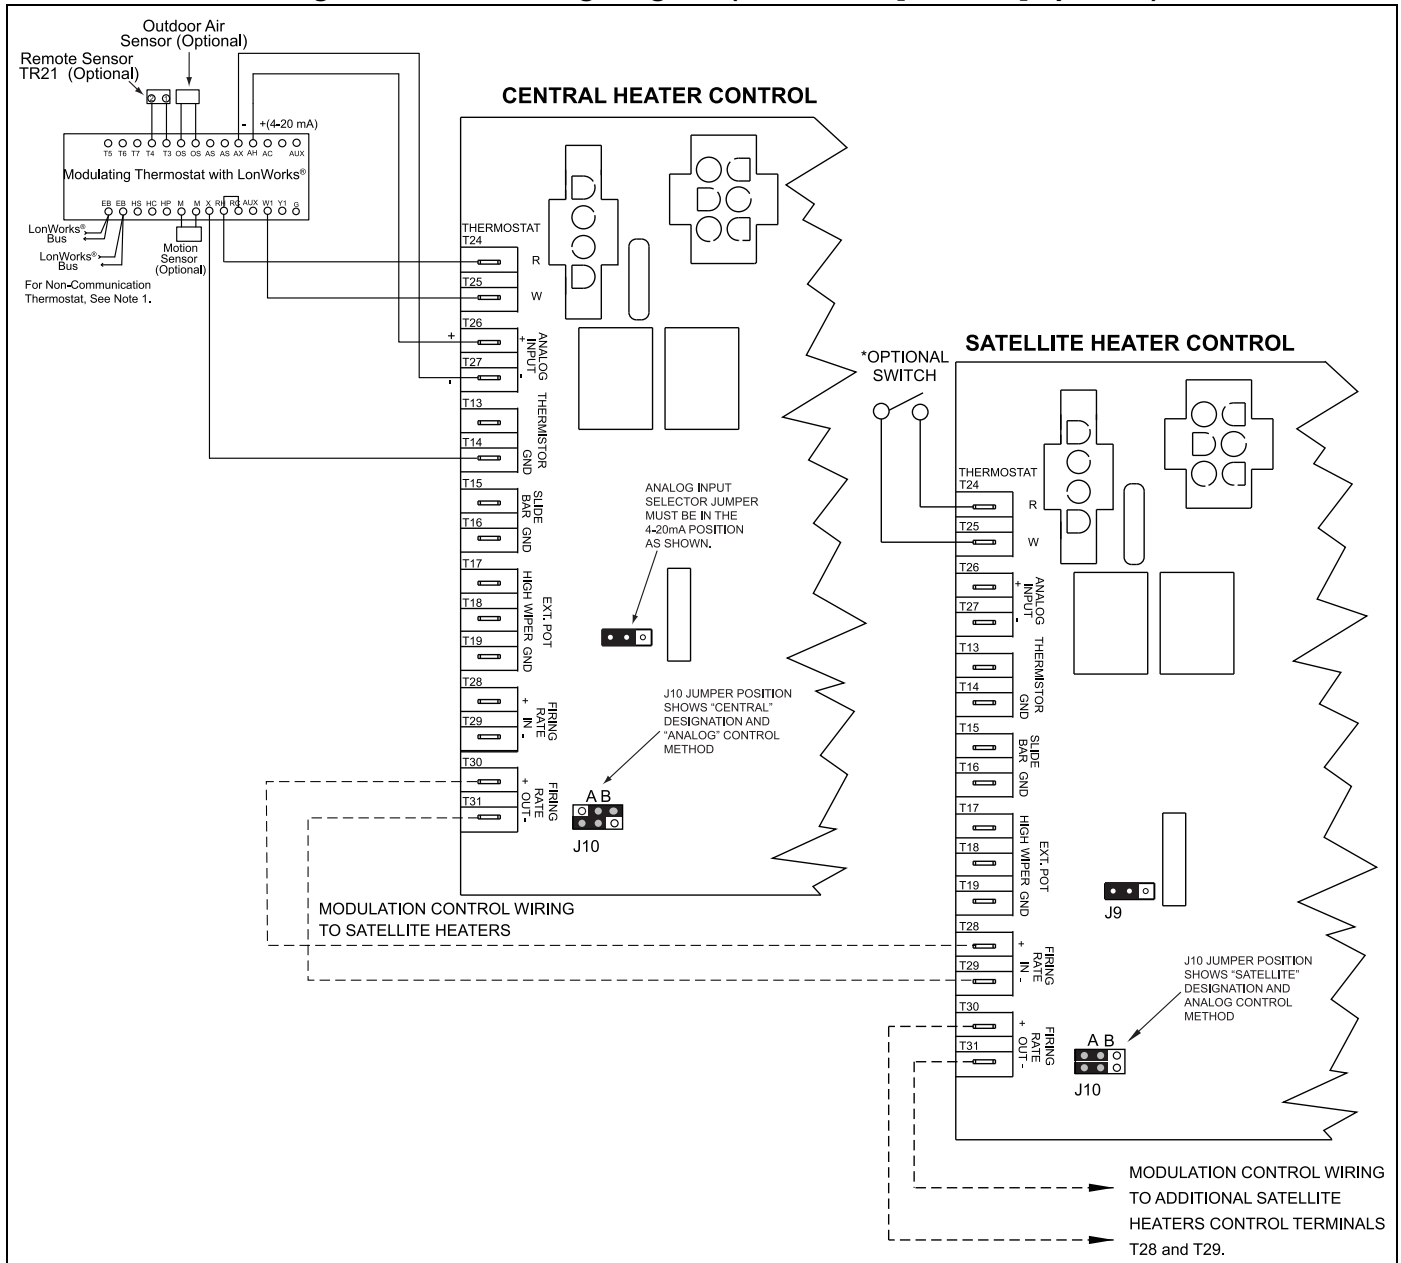 Outdoor Air
Sensor (Optional)
Remote Sensor
TR21 (Optional)
2 1
- +(4-20 mA)
T5 T6 T7 T4 T3 OS OS AS AS AX AH AC AUX
Modulating Thermostat with LonWorks®
EB EB HS HC HP M M X RH RC AUX W1 Y1 G
LonWorks®
Bus
LonWorks®
Bus
Motion
Sensor
(Optional)
For Non-Communication
Thermostat, See Note 1.
CENTRAL HEATER CONTROL
THERMOSTAT
T24
R
T25
W
T26
+ +
ANALOG
INPUT
T27
- -
T13
THERMISTOR
T14
GND
T15
SLIDE
BAR
T16
GND
T17
HIGH
EXT. POT
T18
WIPER
T19
GND
T28
+
FIRING
RATE
IN
T29
-
T30
+
FIRING
RATE
OUT
T31
-
ANALOG INPUT
SELECTOR JUMPER
MUST BE IN THE
4-20mA POSITION
AS SHOWN.
J10 JUMPER POSITION
SHOWS “CENTRAL”
DESIGNATION AND
“ANALOG” CONTROL
METHOD
A B
J10
MODULATION CONTROL WIRING
TO SATELLITE HEATERS
SATELLITE HEATER CONTROL
*OPTIONAL
SWITCH
THERMOSTAT
T24
R
T25
W
T26
+
ANALOG
INPUT
T27
-
T13
THERMISTOR
T14
GND
T15
SLIDE
BAR
T16
GND
T17
HIGH
EXT. POT
T18
WIPER
T19
GND
T28
+
FIRING
RATE
IN
T29
-
T30
+
FIRING
RATE
OUT
T31
-
J9
J10 JUMPER POSITION
SHOWS “SATELLITE”
DESIGNATION AND
ANALOG CONTROL
METHOD
A B
J10
MODULATION CONTROL WIRING
TO ADDITIONAL SATELLITE
HEATERS CONTROL TERMINALS
T28 and T29.